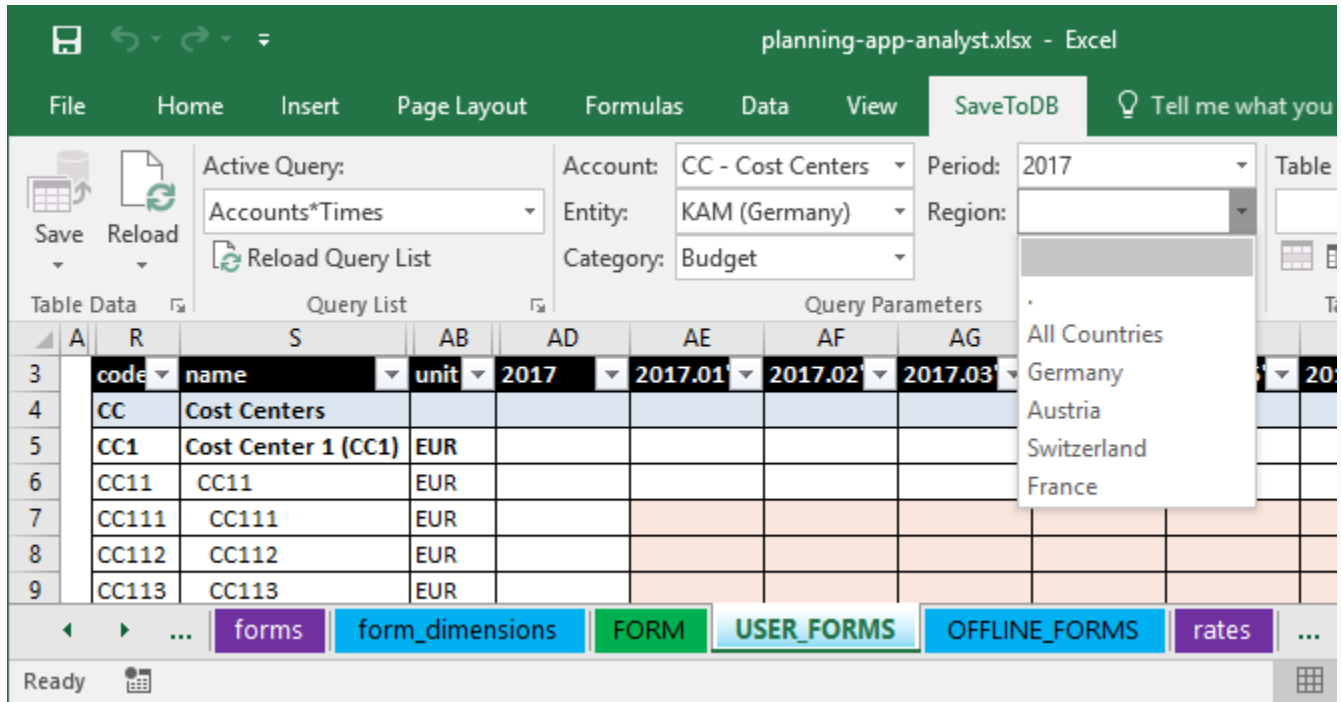 planning-app-analyst.xlsx - Excel
File Home Insert Page Layout Formulas Data View SaveToDB Tell me what you
Active Query: Account: CC - Cost Centers Period: 2017 Table
Save Reload Accounts*Times Entity: KAM (Germany) Region:
Reload Query List Category: Budget
Table Data Query List Query Parameters
.
All Countries
Germany
Austria
Switzerland
France
A R S AB AD AE AF AG
3 code name unit 2017 2017.01' 2017.02' 2017.03'
4 CC Cost Centers
5 CC1 Cost Center 1 (CC1) EUR
6 CC11 CC11 EUR
7 CC111 CC111 EUR
8 CC112 CC112 EUR
9 CC113 CC113 EUR
... forms form_dimensions FORM USER_FORMS OFFLINE_FORMS rates ...
Ready